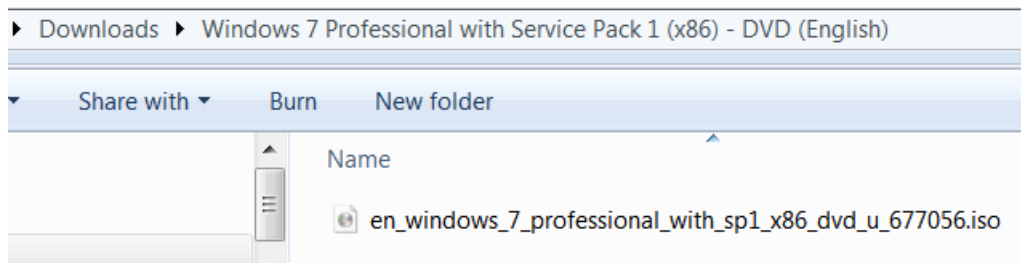 Downloads Windows 7 Professional with Service Pack 1 (x86) - DVD (English)
Share with Burn New folder
Name
en_windows_7_professional_with_sp1_x86_dvd_u_677056.iso